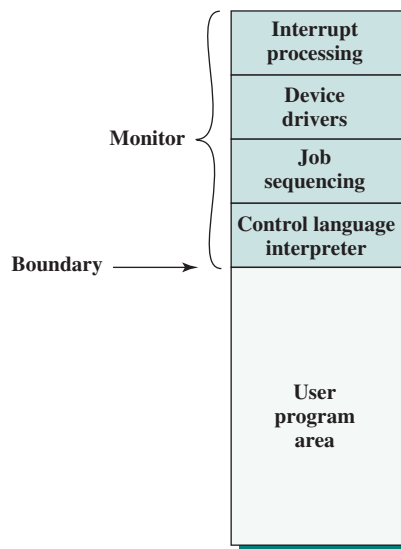 Interrupt
processing
Device
drivers
Monitor
Job
sequencing
Control language
interpreter
Boundary
User
program
area